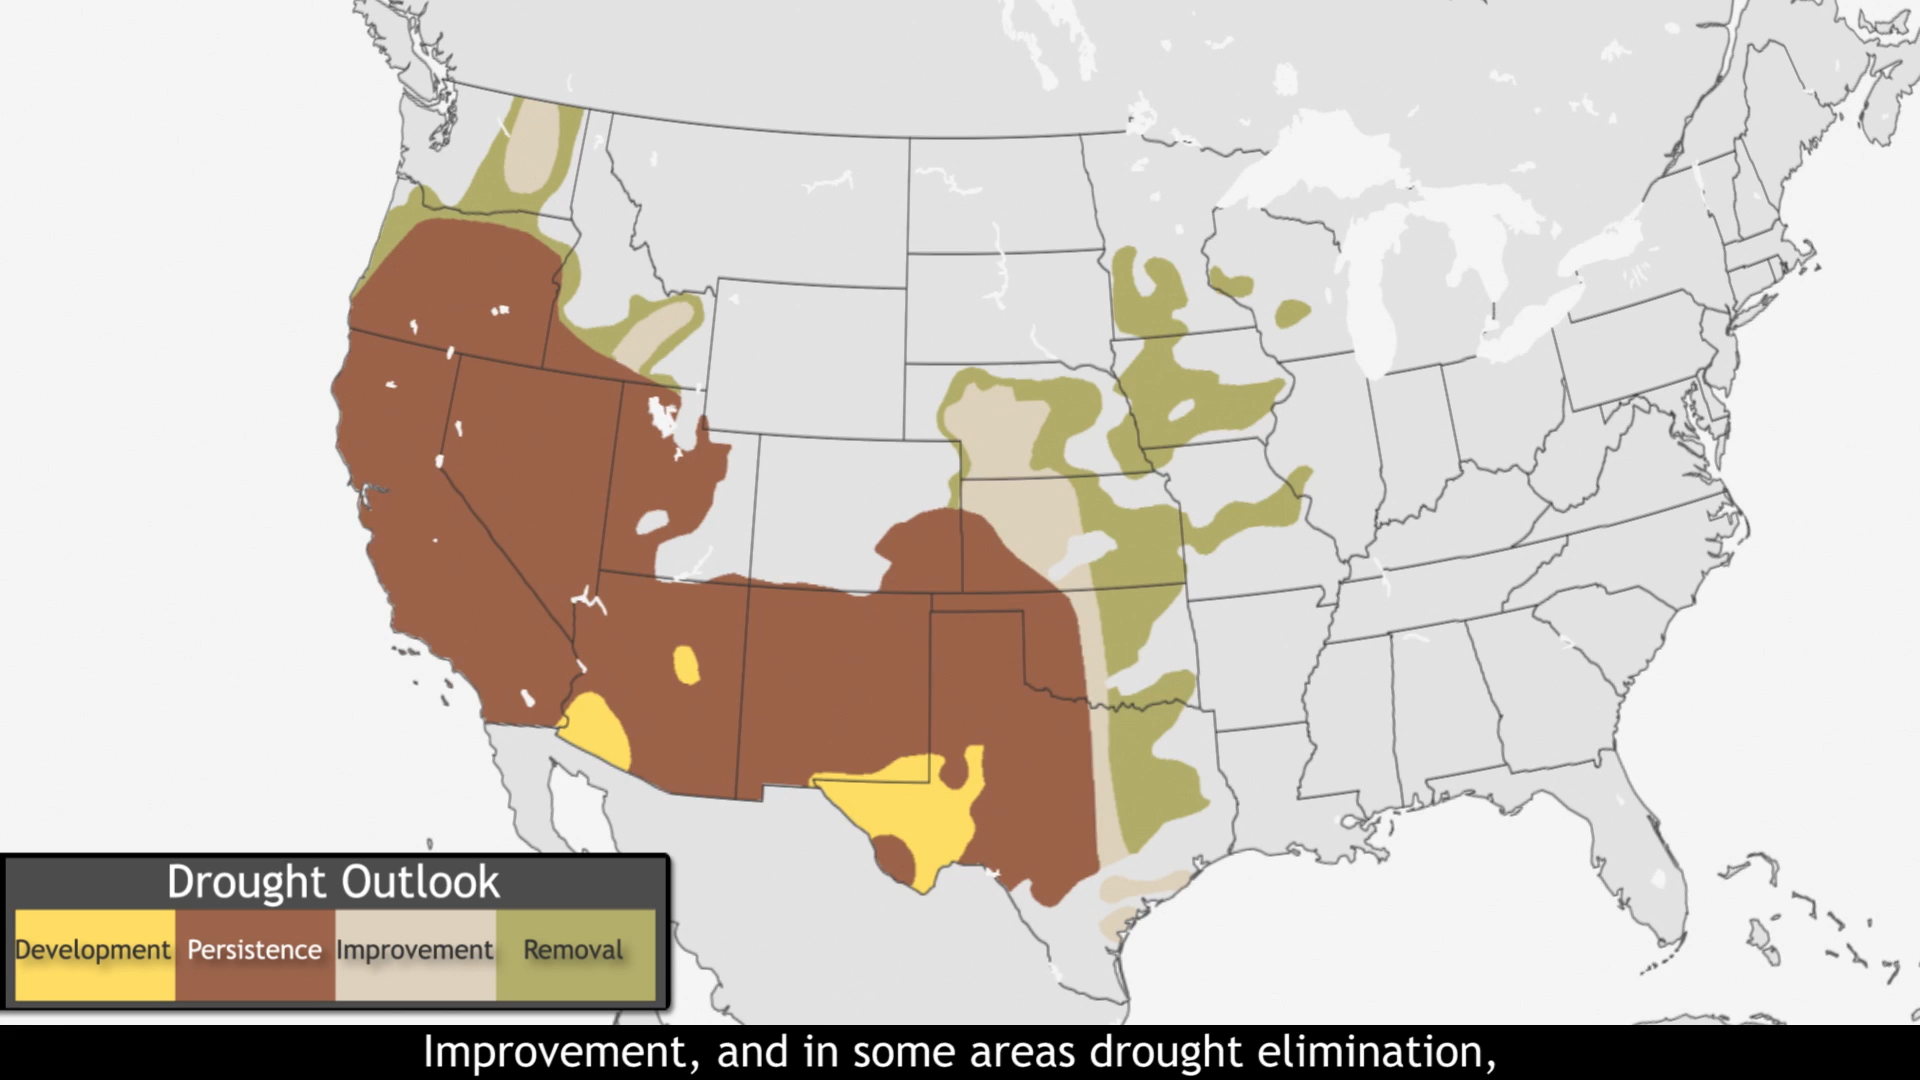 Drought Outlook
Development Persistence Improvement Removal
Improvement, and in some areas drought elimination,